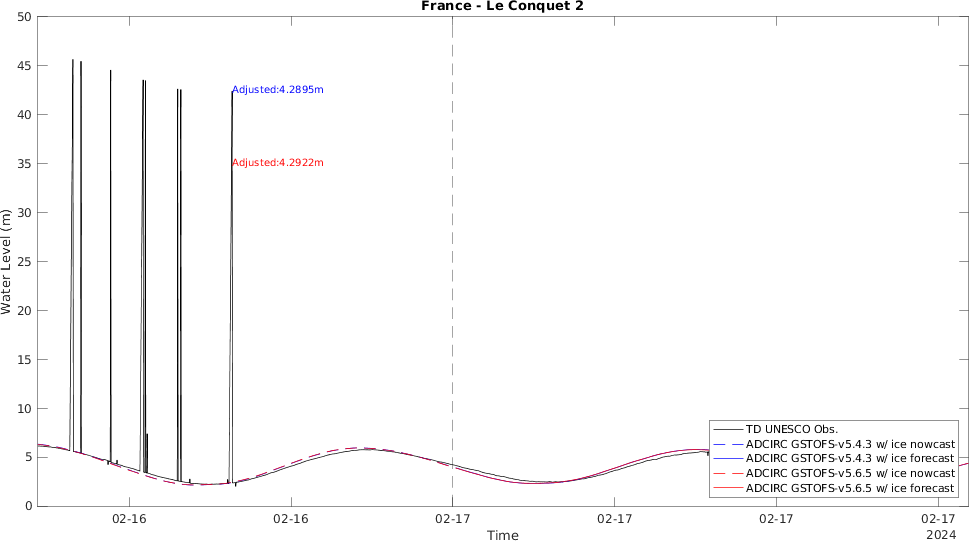 France - Le Conquet 2
50
45
40
35
30
25
20
15
10
5
0
Water Level (m)
Adjusted:4.2895m
Adjusted:4.2922m
TD UNESCO Obs.
ADCIRC GSTOFS-v5.4.3 w/ ice nowcast
ADCIRC GSTOFS-v5.4.3 w/ ice forecast
ADCIRC GSTOFS-v5.6.5 w/ ice nowcast
ADCIRC GSTOFS-v5.6.5 w/ ice forecast
02-16 02-16 02-17 02-17 02-17 02-17
2024
Time